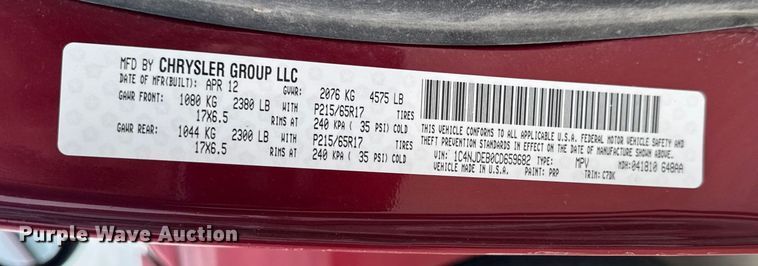 MFD BY CHRYSLER GROUP LLC
DATE OF MFR(BUILT): APR 12 GVWR: 2076 KG 4575 LB
GAWR FRONT: 1080 KG 2380 LB WITH P215/65R17 TIRES
17X6.5 RIMS AT 240 KPA ( 35 PSI) COLD
GAWR REAR: 1044 KG 2300 LB WITH P215/65R17 TIRES
17X6.5 RIMS AT 240 KPA ( 35 PSI) COLD
THIS VEHICLE CONFORMS TO ALL APPLICABLE U.S.A. FEDERAL MOTOR VEHICLE SAFETY AND
THEFT PREVENTION STANDARDS IN EFFECT ON THE DATE OF MANUFACTURE SHOWN ABOVE.
VIN: 1C4NJDEB0CD659682 TYPE: MPV MDH:041810 648AA
VEHICLE MADE IN U.S.A. PAINT: PRP TRIM: C7DK
Purple Wave Auction